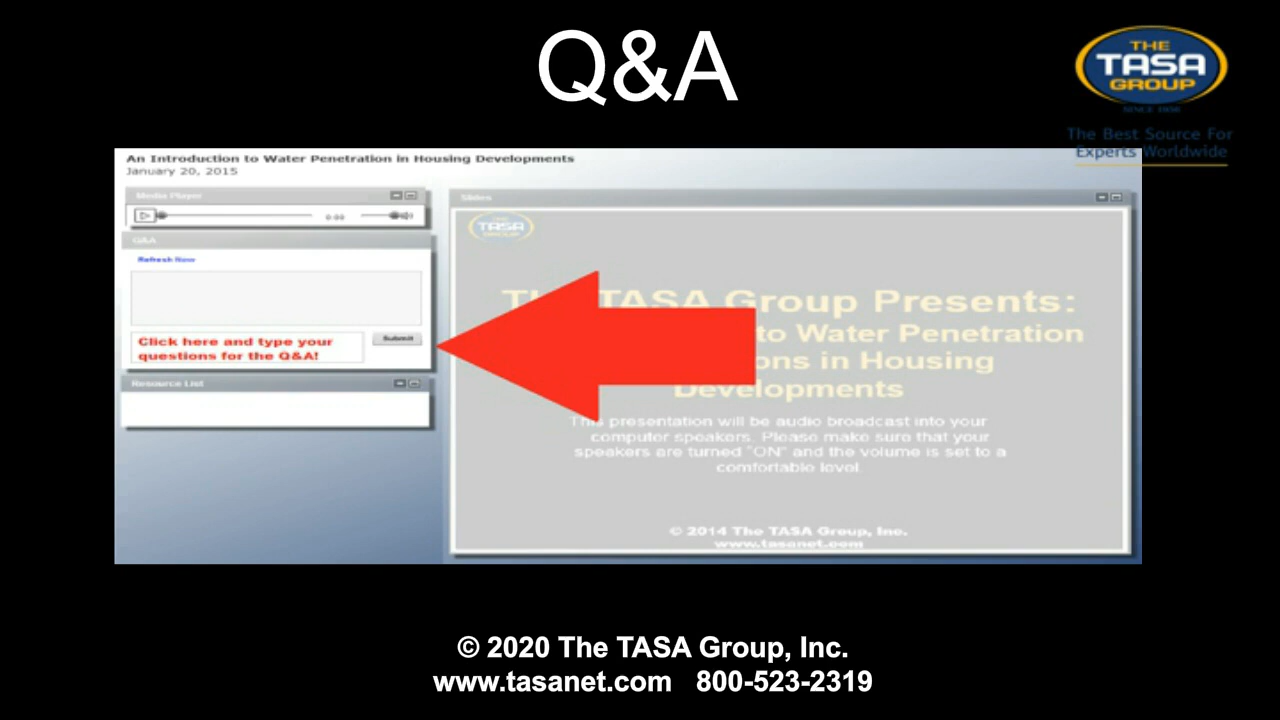 Q&A
THE
TASA
GROUP
SINCE 1956
The Best Source For
Experts Worldwide
An Introduction to Water Penetration in Housing Developments
January 20, 2015
Media Player
0:00
Q&A
Refresh Now
Click here and type your
questions for the Q&A!
Submit
Resource List
Slides
THE
TASA
GROUP
The TASA Group Presents:
to Water Penetration
ons in Housing
Developments
This presentation will be audio broadcast into your
computer speakers. Please make sure that your
speakers are turned "ON" and the volume is set to a
comfortable level.
© 2014 The TASA Group, Inc.
www.tasanet.com
© 2020 The TASA Group, Inc.
www.tasanet.com 800-523-2319